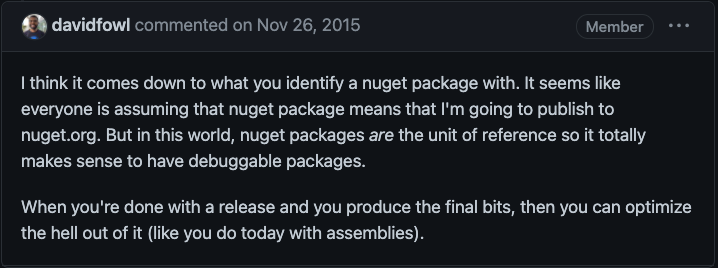 davidfowl commented on Nov 26, 2015 Member ...
I think it comes down to what you identify a nuget package with. It seems like
everyone is assuming that nuget package means that I'm going to publish to
nuget.org. But in this world, nuget packages are the unit of reference so it totally
makes sense to have debuggable packages.
When you're done with a release and you produce the final bits, then you can optimize
the hell out of it (like you do today with assemblies).